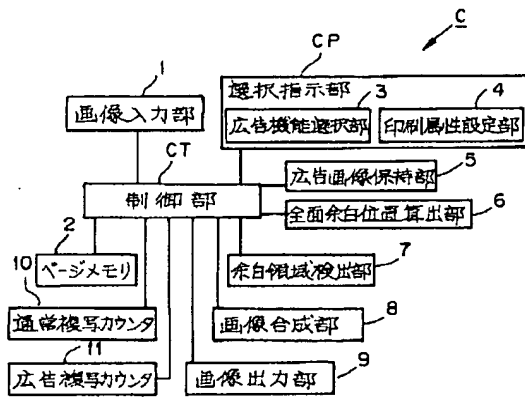 C
CP
選択指示部
3
4
広告機能選択部
印刷属性設定部
1
画像入力部
CT
制御部
5
広告画像保持部
6
全面余白位置算出部
2
ページメモリ
7
余白領域検出部
10
通常複写カウンタ
8
画像合成部
11
広告複写カウンタ
9
画像出力部